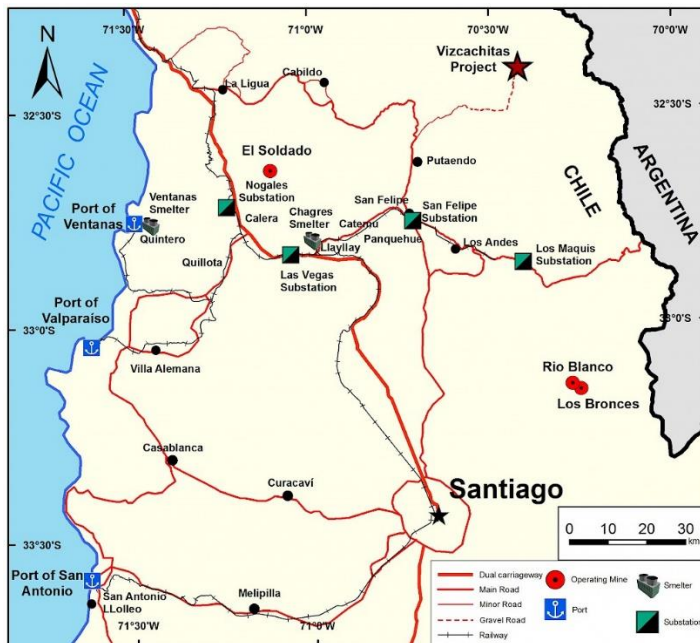 71°30'W
71°0'W
70°30'W
70°0'W
N
Vizcachitas
Project
La Ligua
Cabildo
32°30'S
32°30'S
PACIFIC OCEAN
El Soldado
Putaendo
CHILE
ARGENTINA
Nogales
Substation
Ventanas
Smelter
Port of
Ventanas
Quintero
Calera
Chagres
Smelter
Catemu
San Felipe
San Felipe
Substation
Panquehue
Llayllay
Los Andes
Los Maquis
Substation
Quillota
Las Vegas
Substation
Port of
Valparaiso
33°0'S
33°0'S
Villa Alemana
Rio Blanco
Los Bronces
Casablanca
Curacaví
Santiago
0 10 20 30
km
33°30'S
33°30'S
Port of San
Antonio
San Antonio
LLolleo
Melipilla
Dual carriageway
Main Road
Minor Road
Gravel Road
Railway
Operating Mine
Port
Smelter
Substation
71°30'W
71°0'W